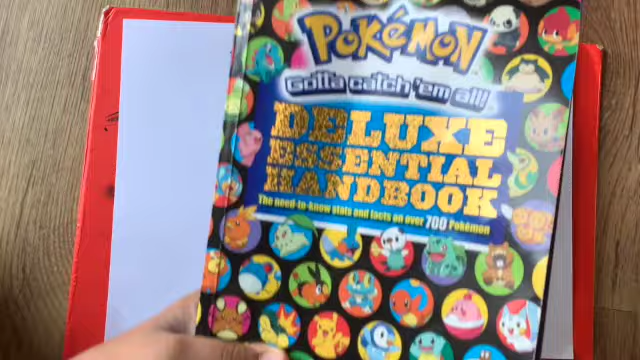 POKéMON
Gotta catch 'em all!
DELUXE
ESSENTIAL
HANDBOOK
The need-to-know stats and facts on over 700 Pokémon